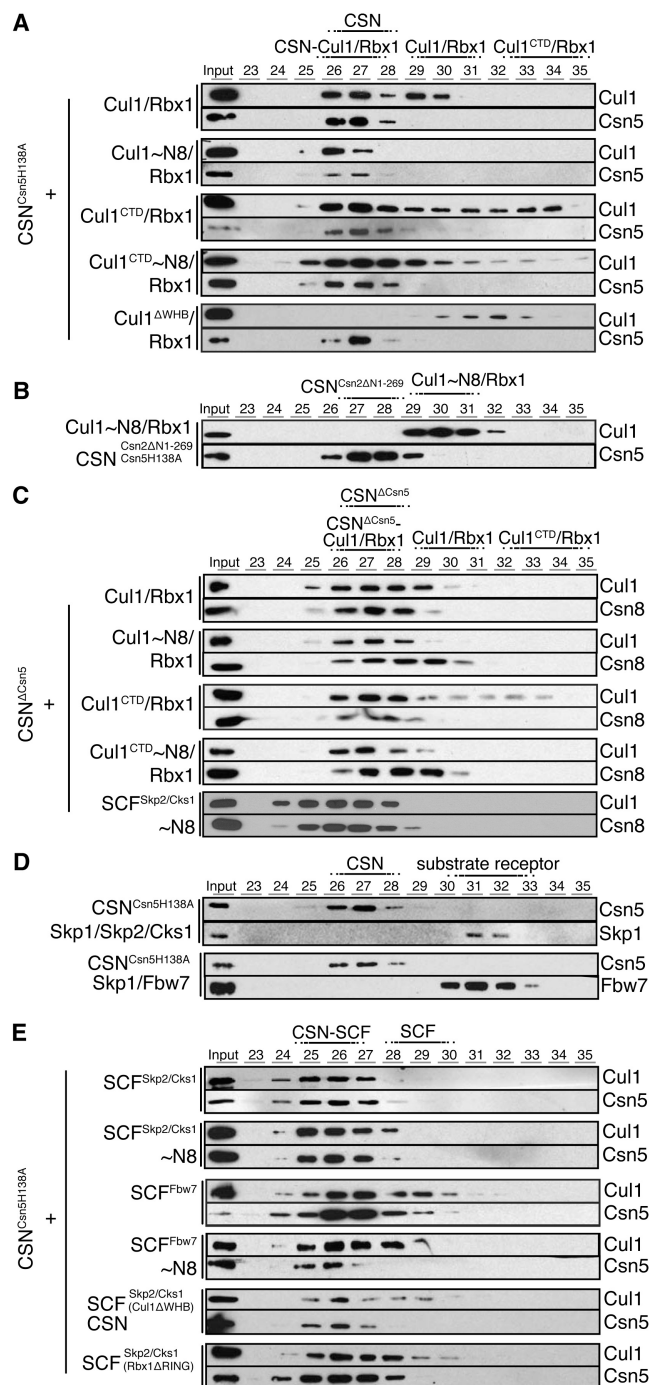 A
CSN
CSN-Cul1/Rbx1 Cul1/Rbx1 Cul1CTD/Rbx1
Input 23 24 25 26 27 28 29 30 31 32 33 34 35
CSNCsn5H138A
+
Cul1/Rbx1
Cul1
Csn5
Cul1~N8/
Rbx1
Cul1
Csn5
Cul1CTD/Rbx1
Cul1
Csn5
Cul1CTD~N8/
Rbx1
Cul1
Csn5
Cul1ΔWHB/
Rbx1
Cul1
Csn5
B
CSNCsn2ΔN1-269 Cul1~N8/Rbx1
Input 23 24 25 26 27 28 29 30 31 32 33 34 35
Cul1~N8/Rbx1
Cul1
CSN Csn2ΔN1-269 Csn5H138A
Csn5
C
CSNΔCsn5
CSNΔCsn5-
Cul1/Rbx1 Cul1/Rbx1 Cul1CTD/Rbx1
Input 23 24 25 26 27 28 29 30 31 32 33 34 35
CSNΔCsn5
+
Cul1/Rbx1
Cul1
Csn8
Cul1~N8/
Rbx1
Cul1
Csn8
Cul1CTD/Rbx1
Cul1
Csn8
Cul1CTD~N8/
Rbx1
Cul1
Csn8
SCFSkp2/Cks1
~N8
Cul1
Csn8
D
CSN substrate receptor
Input 23 24 25 26 27 28 29 30 31 32 33 34 35
CSNCsn5H138A
Csn5
Skp1/Skp2/Cks1
Skp1
CSNCsn5H138A
Csn5
Skp1/Fbw7
Fbw7
E
CSN-SCF SCF
Input 23 24 25 26 27 28 29 30 31 32 33 34 35
CSNCsn5H138A
+
SCFSkp2/Cks1
Cul1
Csn5
SCFSkp2/Cks1
~N8
Cul1
Csn5
SCFFbw7
Cul1
Csn5
SCFFbw7
~N8
Cul1
Csn5
SCF Skp2/Cks1 (Cul1ΔWHB)
CSN
Cul1
Csn5
SCF Skp2/Cks1 (Rbx1ΔRING)
Cul1
Csn5